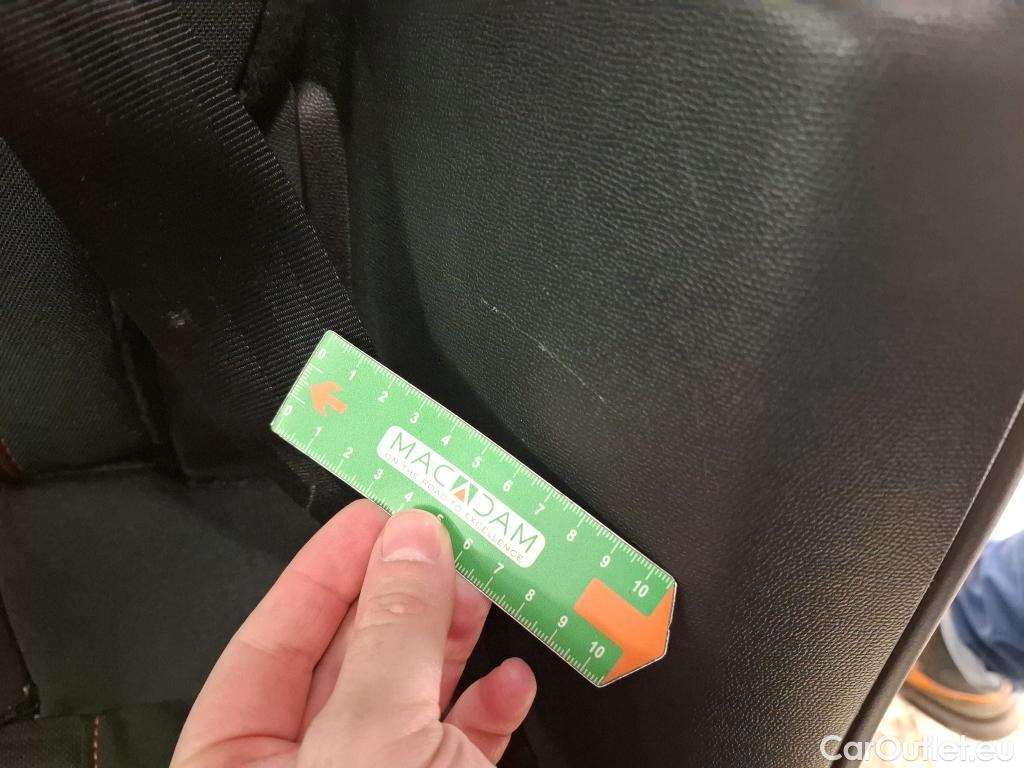 0 1 2 3 4 5 6 7 8 9 10
MACADAM
ON THE ROAD TO EXCELLENCE
0 1 2 3 4 5 6 7 8 9 10
CarOutlet.eu